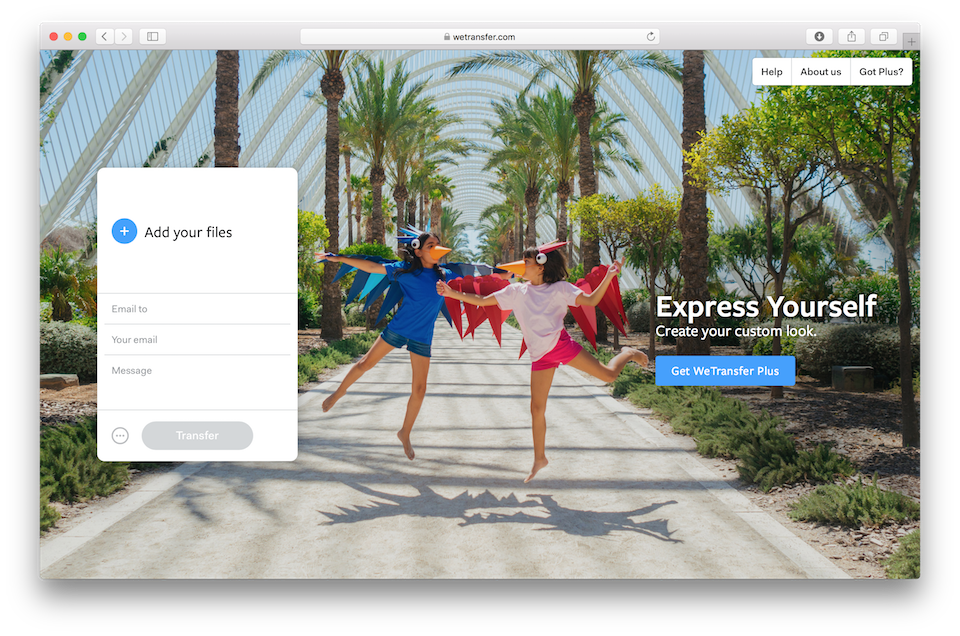 wetransfer.com
Help
About us
Got Plus?
Add your files
Email to
Your email
Message
Transfer
Express Yourself
Create your custom look.
Get WeTransfer Plus